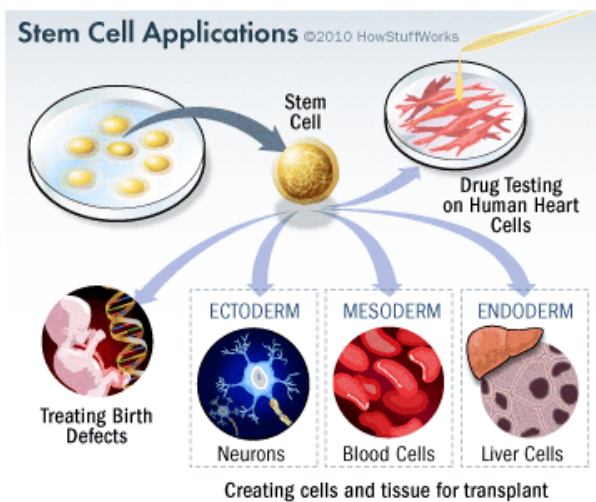 Stem Cell Applications ©2010 HowStuffWorks
Stem
Cell
Drug Testing
on Human Heart
Cells
Treating Birth
Defects
ECTODERM
Neurons
MESODERM
Blood Cells
ENDODERM
Liver Cells
Creating cells and tissue for transplant